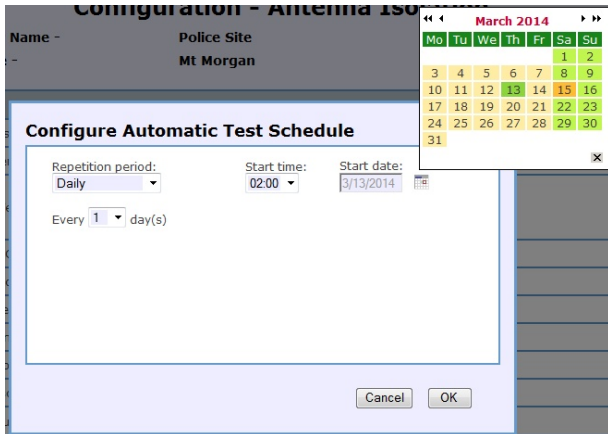 Configuration - Antenna
Name -
Police Site
Mt Morgan
March 2014
Mo Tu We Th Fr Sa Su
1 2
3 4 5 6 7 8 9
10 11 12 13 14 15 16
17 18 19 20 21 22 23
24 25 26 27 28 29 30
31
Configure Automatic Test Schedule
Repetition period: Start time: Start date:
Daily 02:00 3/13/2014
Every 1 day(s)
Cancel OK